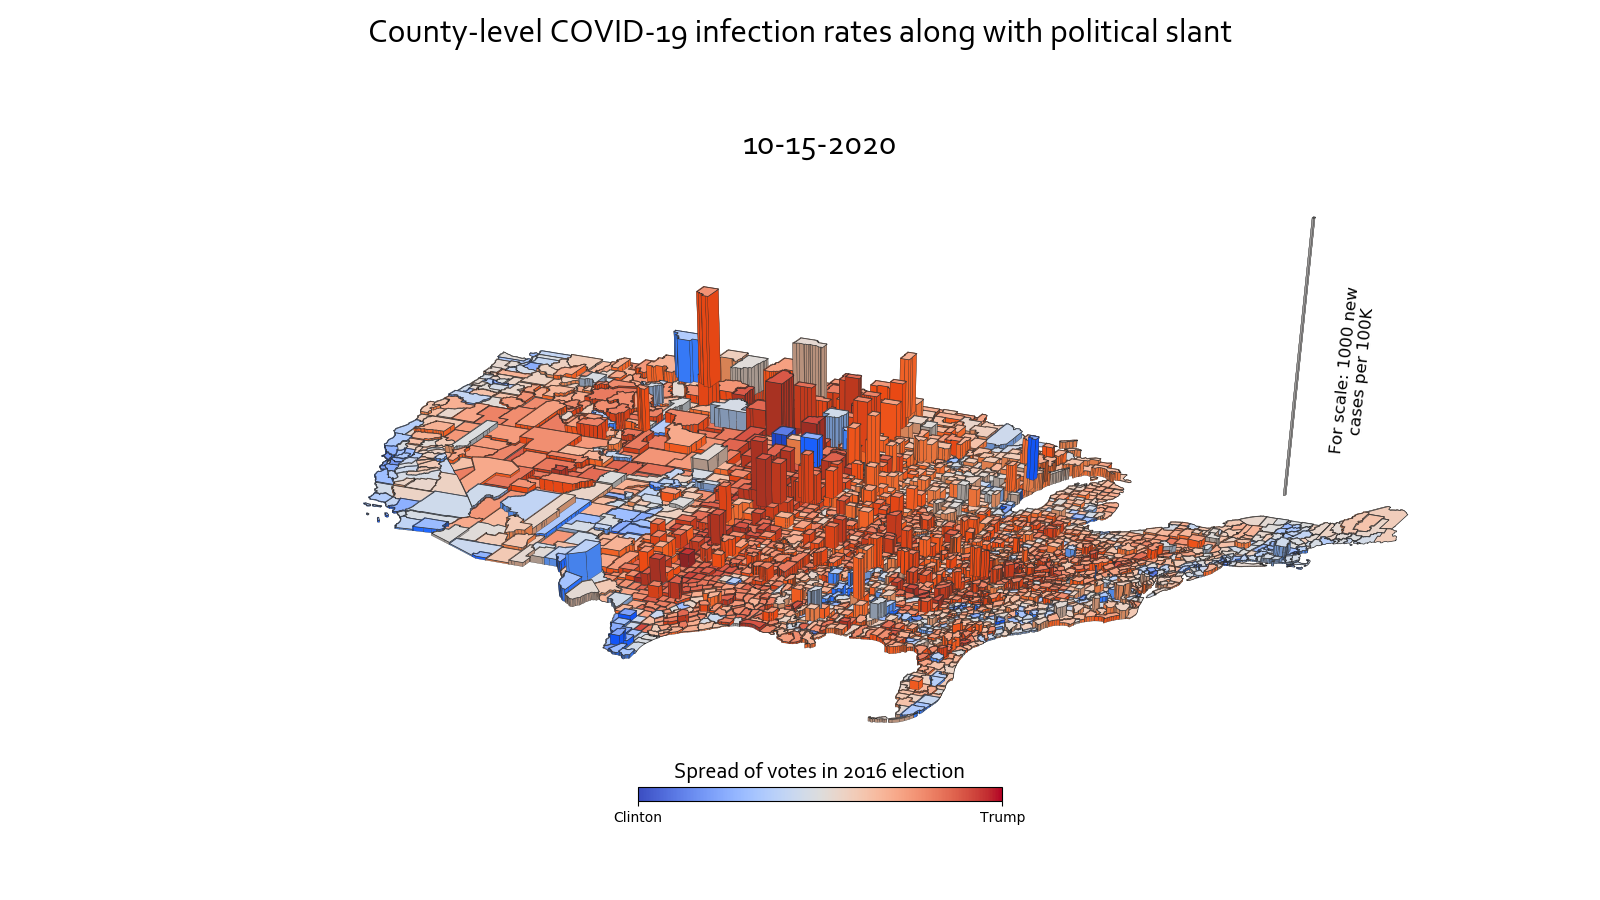 County-level COVID-19 infection rates along with political slant
10-15-2020
For scale: 1000 new
cases per 100K
Spread of votes in 2016 election
Clinton
Trump